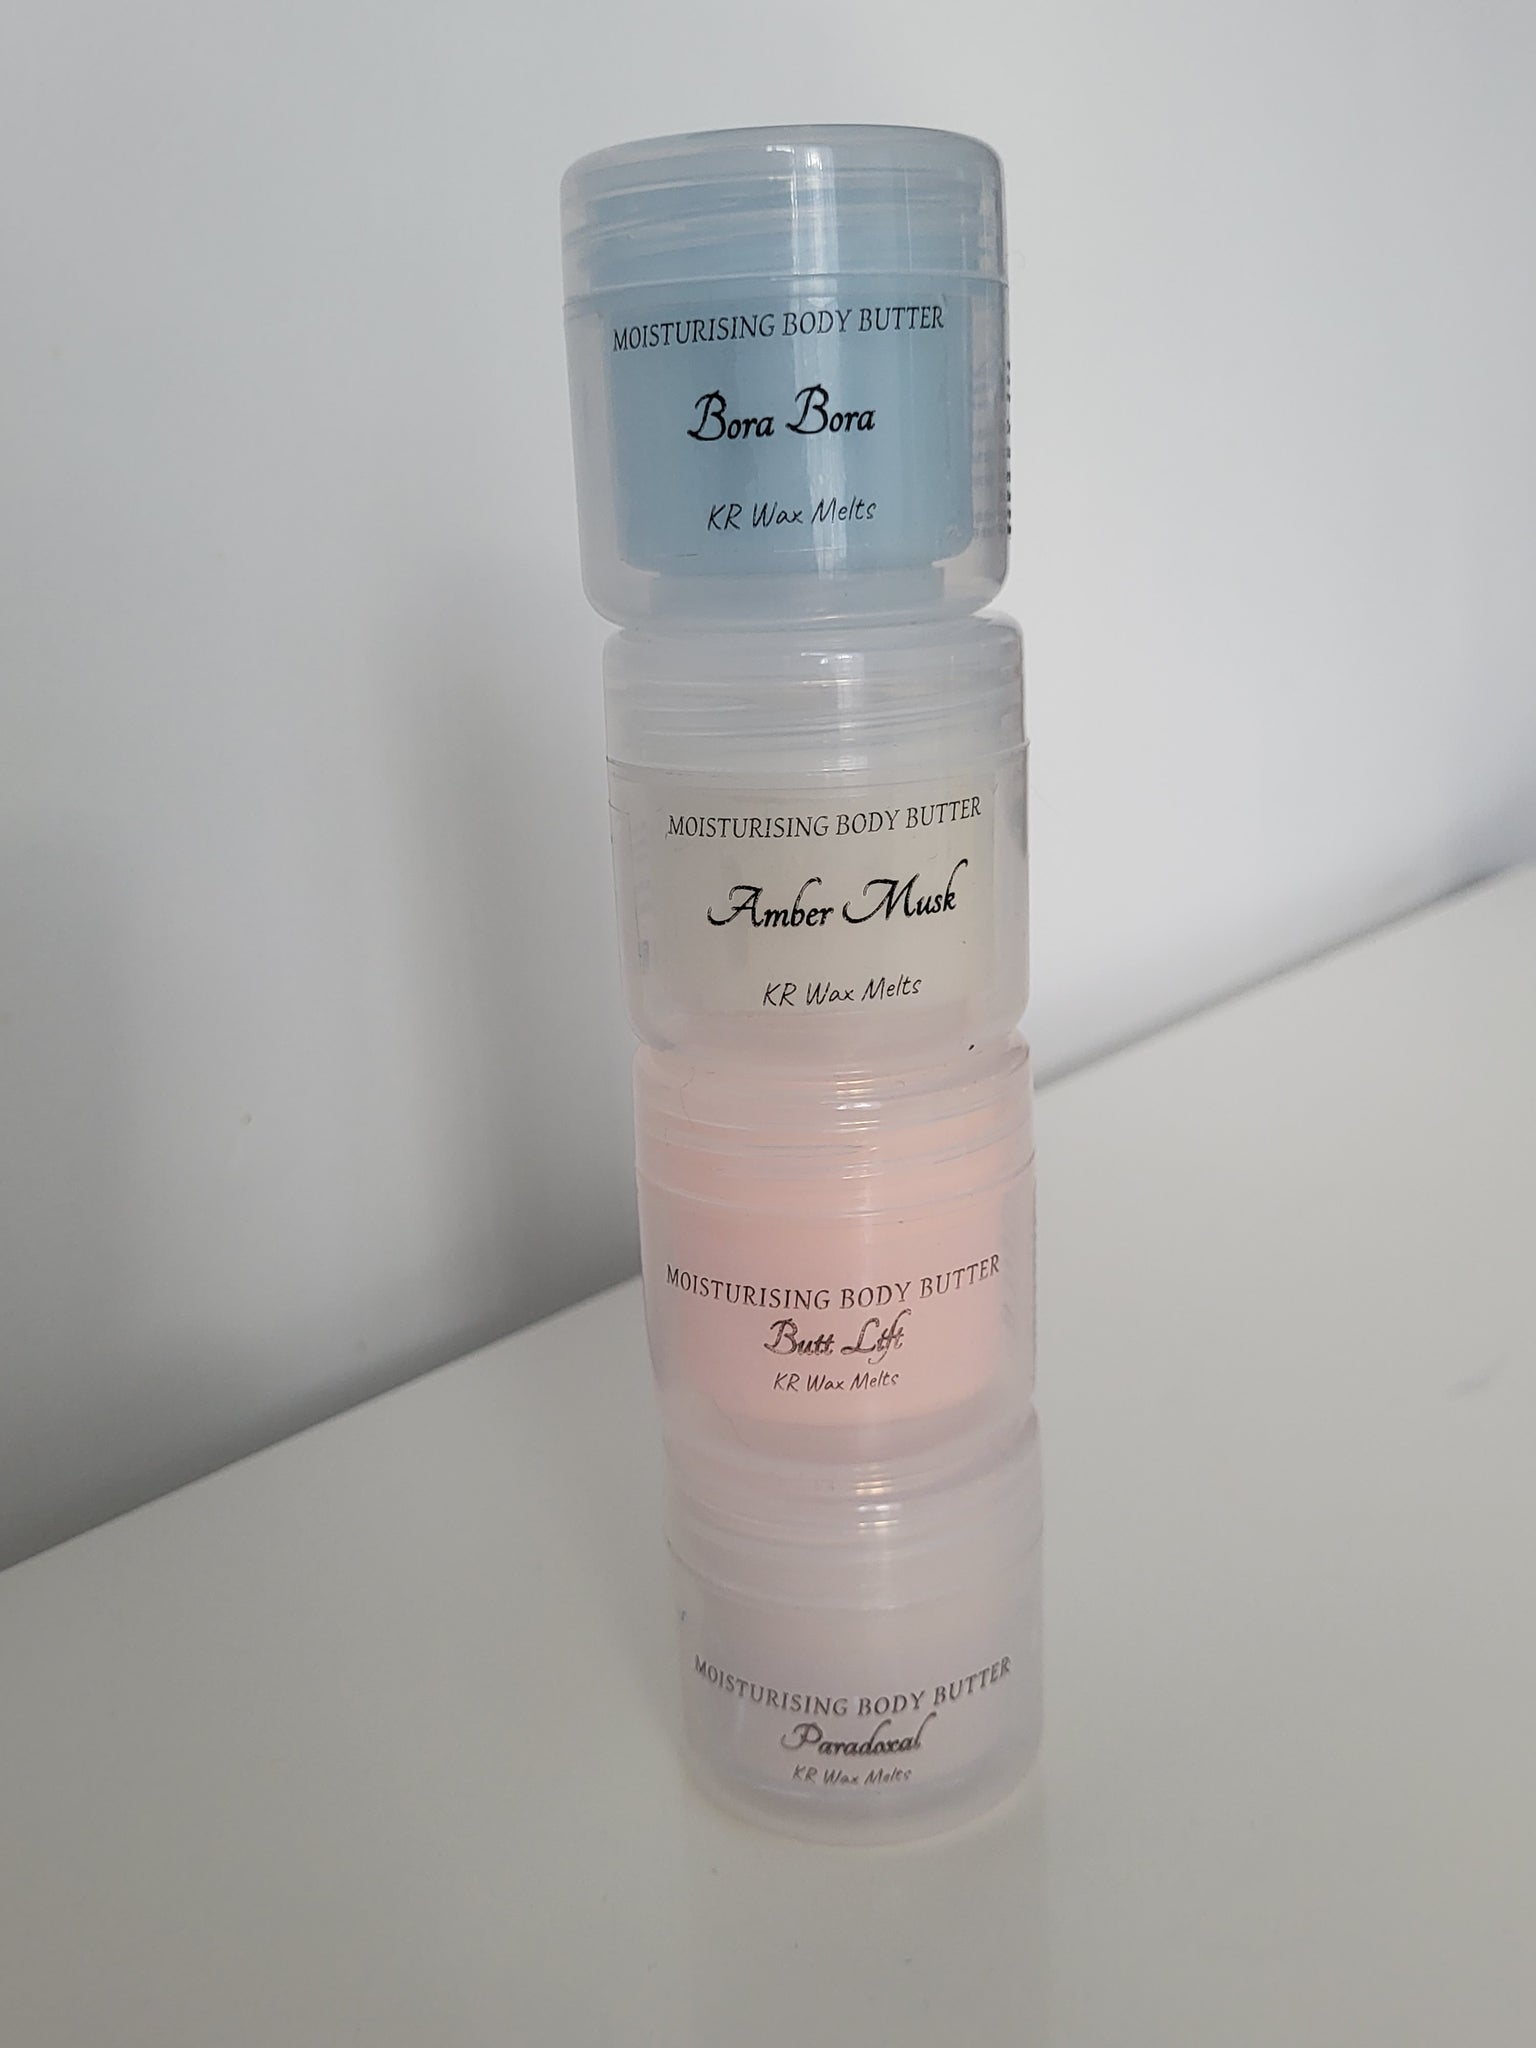 MOISTURISING BODY BUTTER
Bora Bora
KR Wax Melts
MOISTURISING BODY BUTTER
Amber Musk
KR Wax Melts
MOISTURISING BODY BUTTER
Butt Lift
KR Wax Melts
MOISTURISING BODY BUTTER
Paradoxal
KR Wax Melts